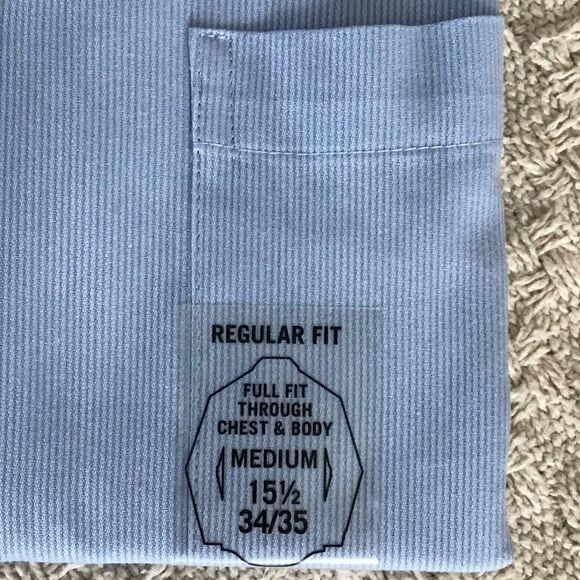 REGULAR FIT
FULL FIT
THROUGH
CHEST & BODY
MEDIUM
15½
34/35